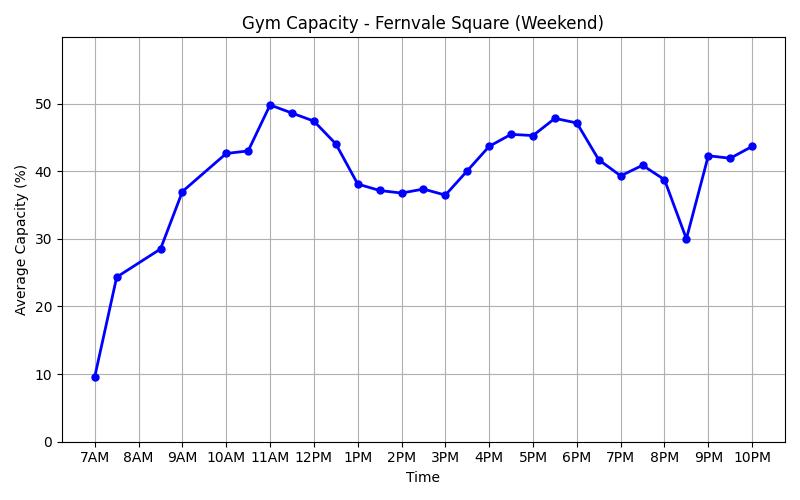 Gym Capacity - Fernvale Square (Weekend)
Average Capacity (%)
50
40
30
20
10
0
7AM 8AM 9AM 10AM 11AM 12PM 1PM 2PM 3PM 4PM 5PM 6PM 7PM 8PM 9PM 10PM
Time